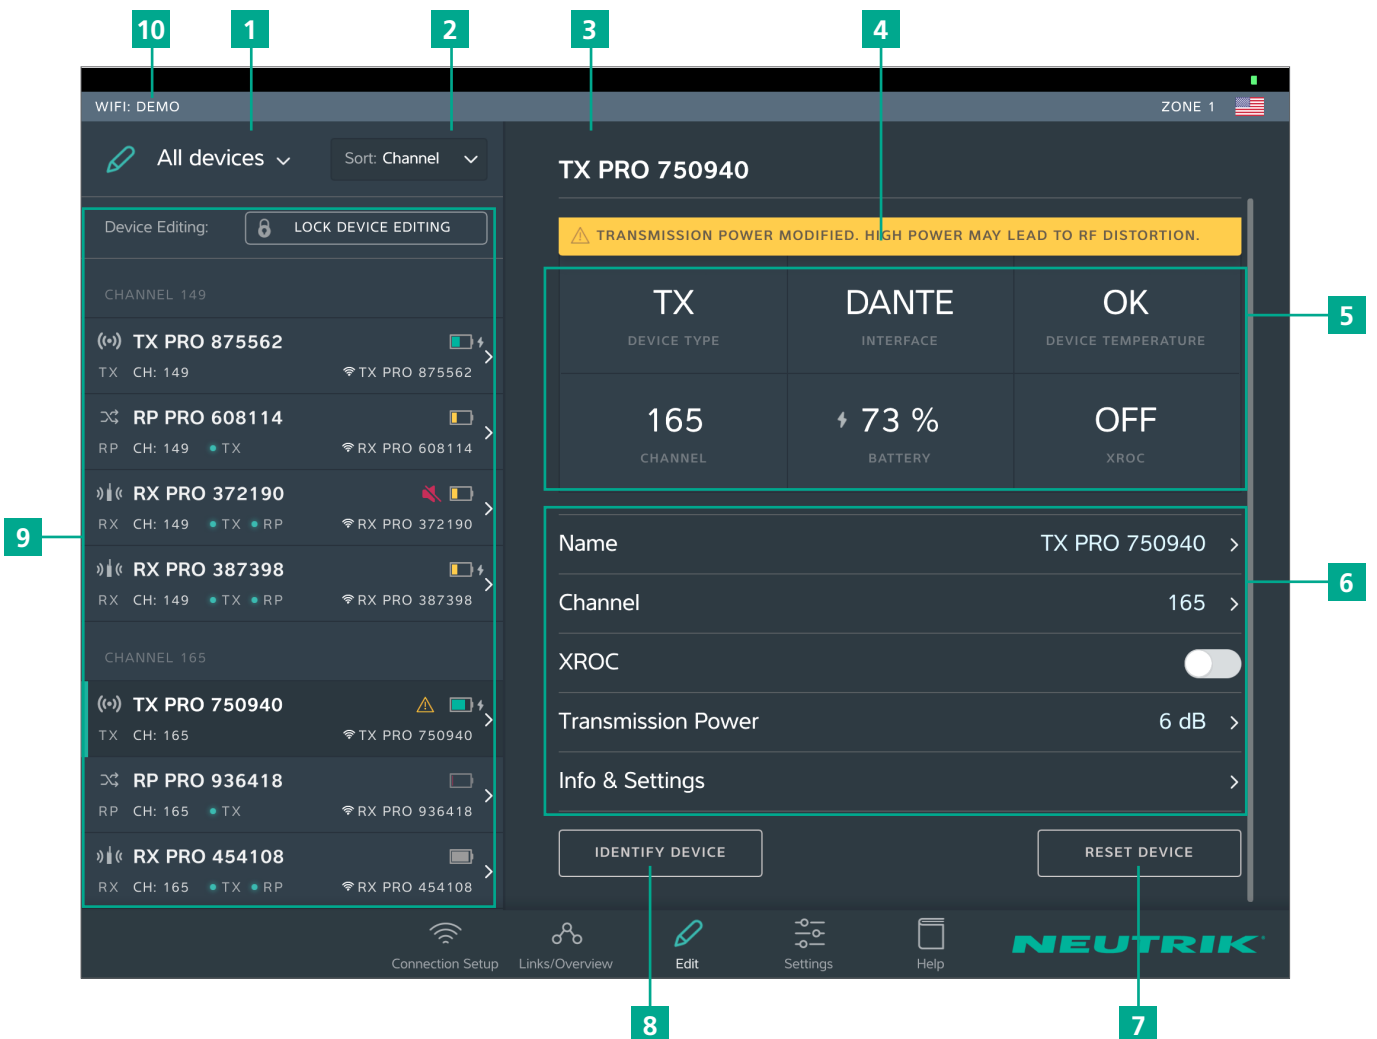 10 1 2 3 4
WIFI: DEMO ZONE 1
All devices Sort: Channel
Device Editing: LOCK DEVICE EDITING
CHANNEL 149
TX PRO 875562
TX CH: 149 TX PRO 875562
RP PRO 608114
RP CH: 149 TX RX PRO 608114
RX PRO 372190
RX CH: 149 TX RP RX PRO 372190
RX PRO 387398
RX CH: 149 TX RP RX PRO 387398
CHANNEL 165
TX PRO 750940
TX CH: 165 TX PRO 750940
RP PRO 936418
RP CH: 165 TX RX PRO 936418
RX PRO 454108
RX CH: 165 TX RP RX PRO 454108
9
TX PRO 750940
TRANSMISSION POWER MODIFIED. HIGH POWER MAY LEAD TO RF DISTORTION.
TX DANTE OK
DEVICE TYPE INTERFACE DEVICE TEMPERATURE
165 73 % OFF
CHANNEL BATTERY XROC
5
Name TX PRO 750940
Channel 165
XROC
Transmission Power 6 dB
Info & Settings
6
IDENTIFY DEVICE RESET DEVICE
Connection Setup Links/Overview Edit Settings Help NEUTRIK
8 7